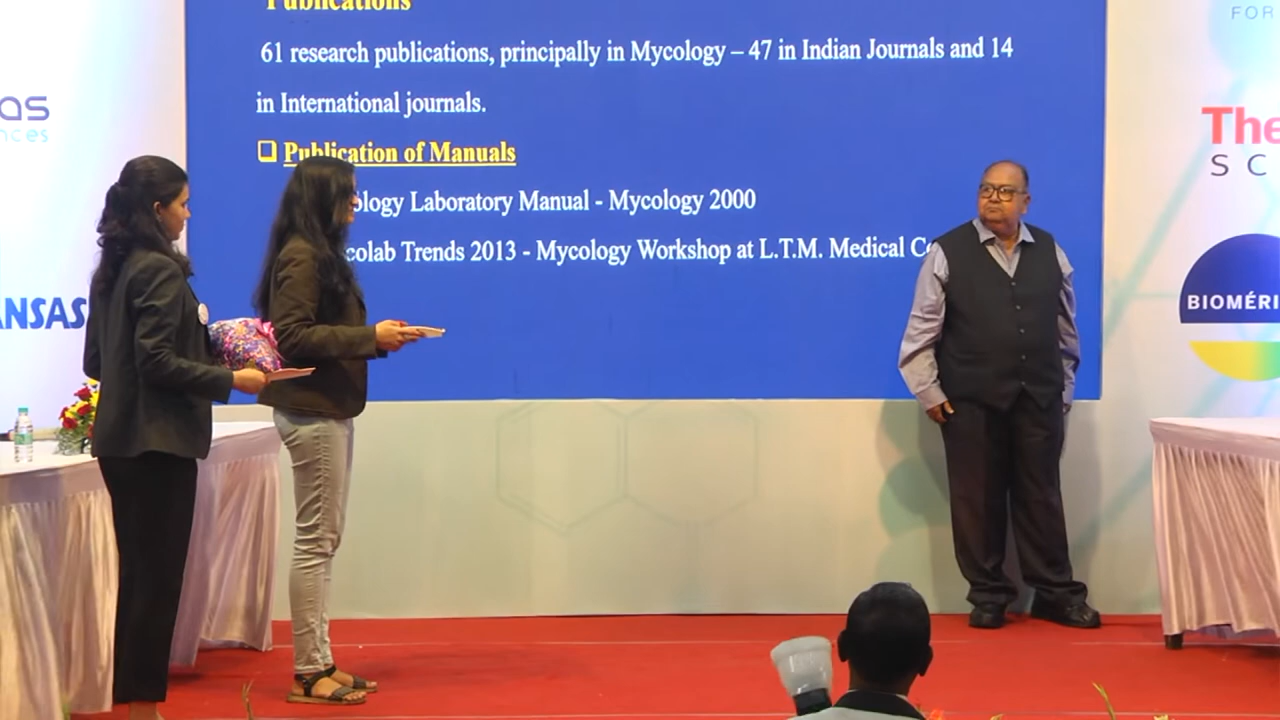 Publications
61 research publications, principally in Mycology – 47 in Indian Journals and 14
in International journals.
Publication of Manuals
ology Laboratory Manual - Mycology 2000
colab Trends 2013 - Mycology Workshop at L.T.M. Medical Co
FOR
as
nces
The
SC
NSAS
BIOMÉRI